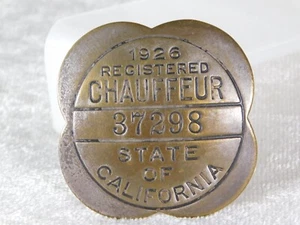 1926
REGISTERED
CHAUFFEUR
37298
STATE
OF
CALIFORNIA